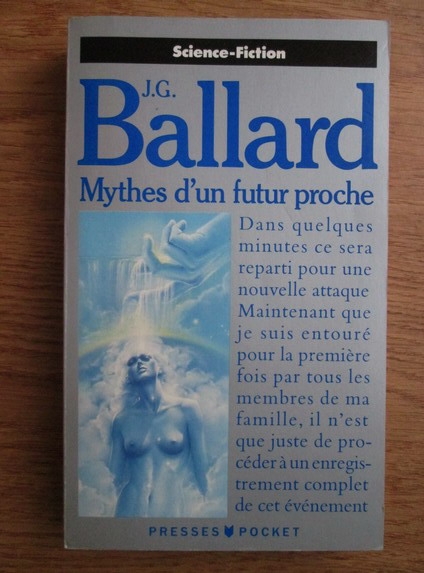 Science-Fiction
J.G.
Ballard
Mythes d'un futur proche
Dans quelques
minutes ce sera
reparti pour une
nouvelle attaque
Maintenant que
je suis entouré
pour la première
fois par tous les
membres de ma
famille, il n'est
que juste de pro-
céder à un enregis-
trement complet
de cet événement
PRESSES POCKET